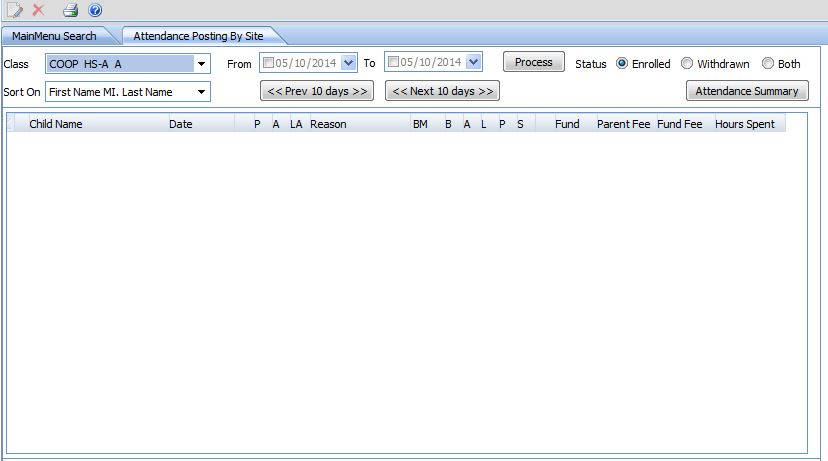 MainMenu Search Attendance Posting By Site
Class COOP HS-A A From 05/10/2014 To 05/10/2014 Process Status Enrolled Withdrawn Both
Sort On First Name MI. Last Name << Prev 10 days >> << Next 10 days >> Attendance Summary
Child Name Date P A LA Reason BM B A L P S Fund Parent Fee Fund Fee Hours Spent